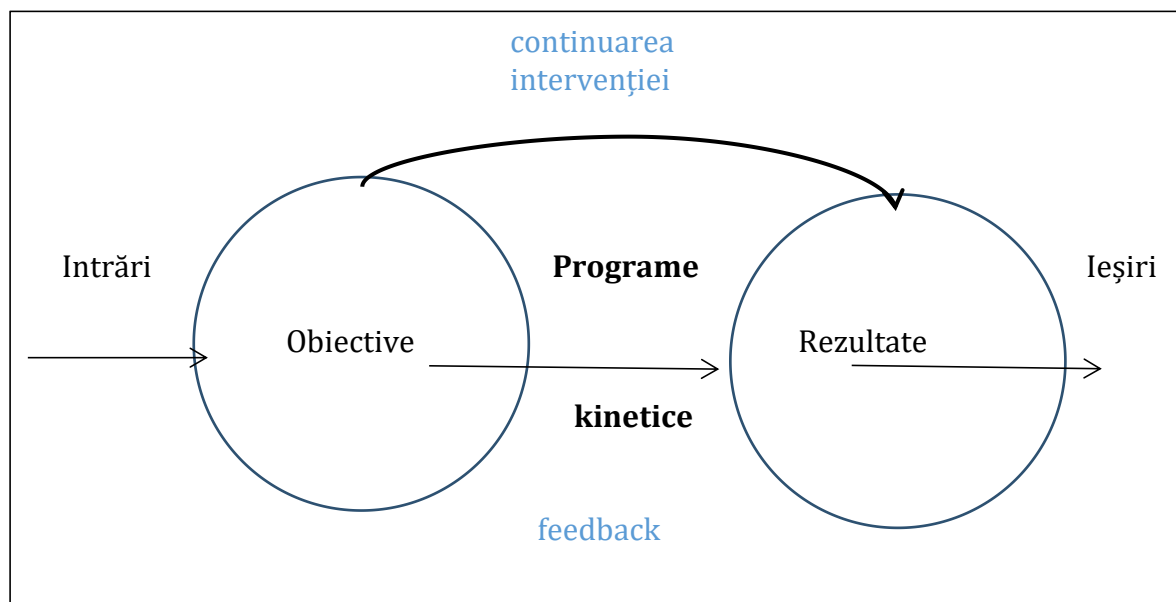 continuarea
intervenției
Intrări
Programe
Ieșiri
Obiective
Rezultate
kinetice
feedback